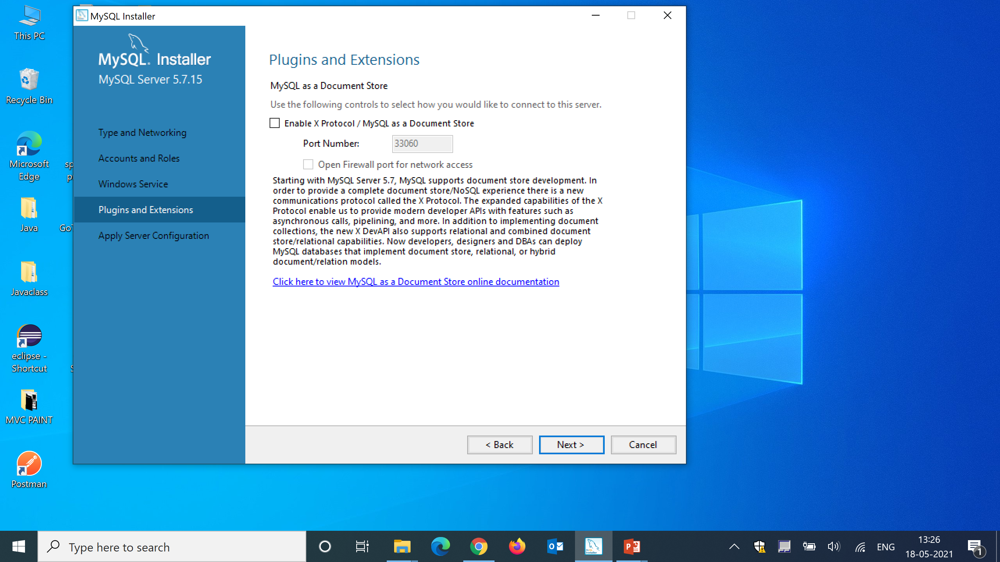 This PC
Recycle Bin
Microsoft
Edge
Java
Javaclass
eclipse -
Shortcut
MVC PAINT
Postman
MySQL Installer
MySQL. Installer
MySQL Server 5.7.15
Type and Networking
Accounts and Roles
Windows Service
Plugins and Extensions
Apply Server Configuration
Plugins and Extensions
MySQL as a Document Store
Use the following controls to select how you would like to connect to this server.
Enable X Protocol / MySQL as a Document Store
Port Number: 33060
Open Firewall port for network access
Starting with MySQL Server 5.7, MySQL supports document store development. In
order to provide a complete document store/NoSQL experience there is a new
communications protocol called the X Protocol. The expanded capabilities of the X
Protocol enable us to provide modern developer APIs with features such as
asynchronous calls, pipelining, and more. In addition to implementing document
collections, the new X DevAPI also supports relational and combined document
store/relational capabilities. Now developers, designers and DBAs can deploy
MySQL databases that implement document store, relational, or hybrid
document/relation models.
Click here to view MySQL as a Document Store online documentation
< Back Next > Cancel
Type here to search
ENG
13:26
18-05-2021
1